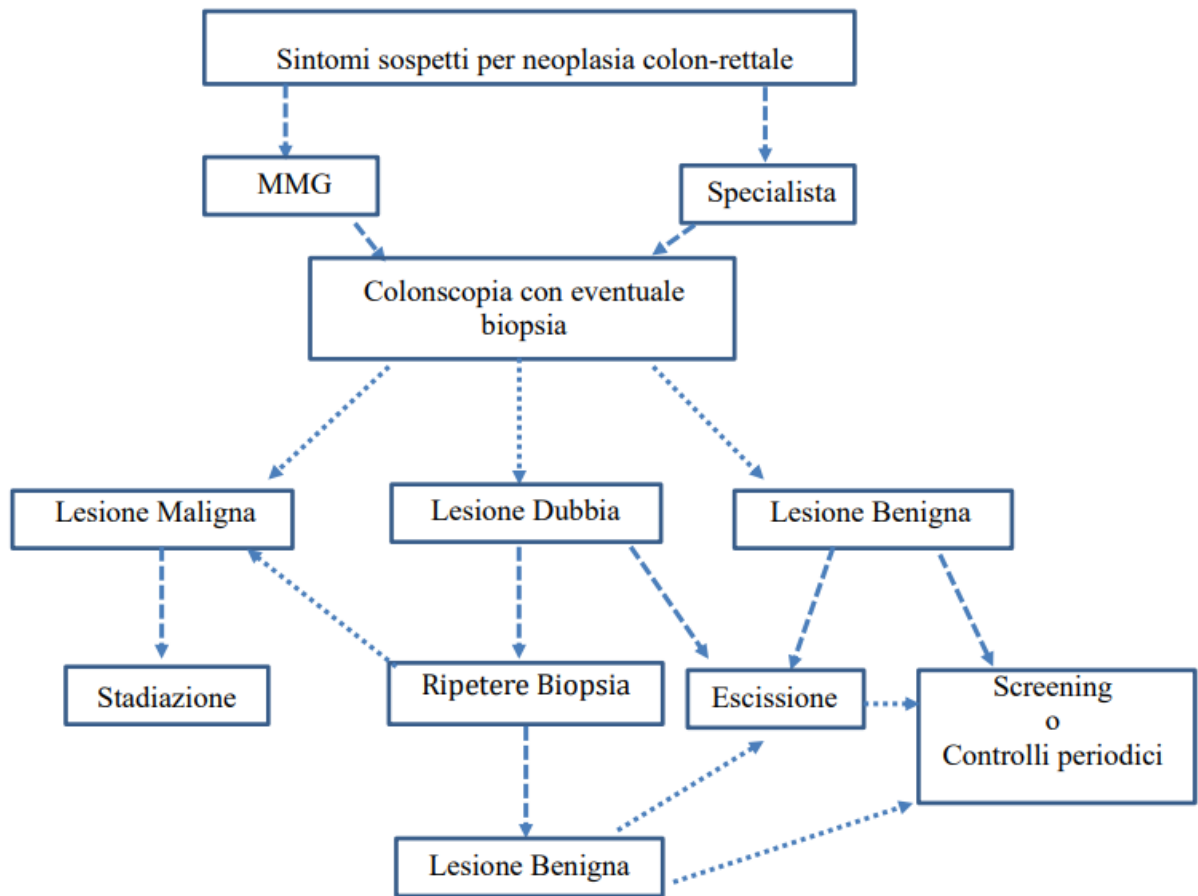 Sintomi sospetti per neoplasia colon-rettale
MMG
Specialista
Colonscopia con eventuale
biopsia
Lesione Maligna
Lesione Dubbia
Lesione Benigna
Stadiazione
Ripetere Biopsia
Escissione
Screening
o
Controlli periodici
Lesione Benigna